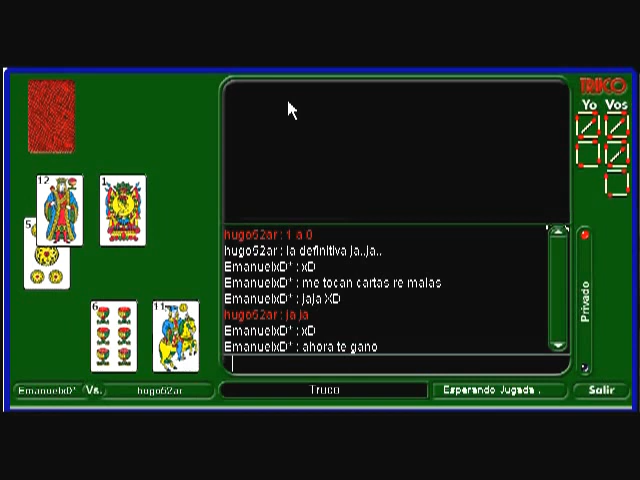 TRUCO
Yo Vos
12
1
5
6
11
hugo52ar : 1 a 0
hugo52ar : la definitiva ja..ja..
EmanuelxD* : xD
EmanuelxD* : me tocan cartas re malas
EmanuelxD* : jaja XD
hugo52ar : ja ja
EmanuelxD* : xD
EmanuelxD* : ahora te gano
Privado
EmanuelxD* Vs. hugo52ar
Truco
Esperando Jugada .
Salir